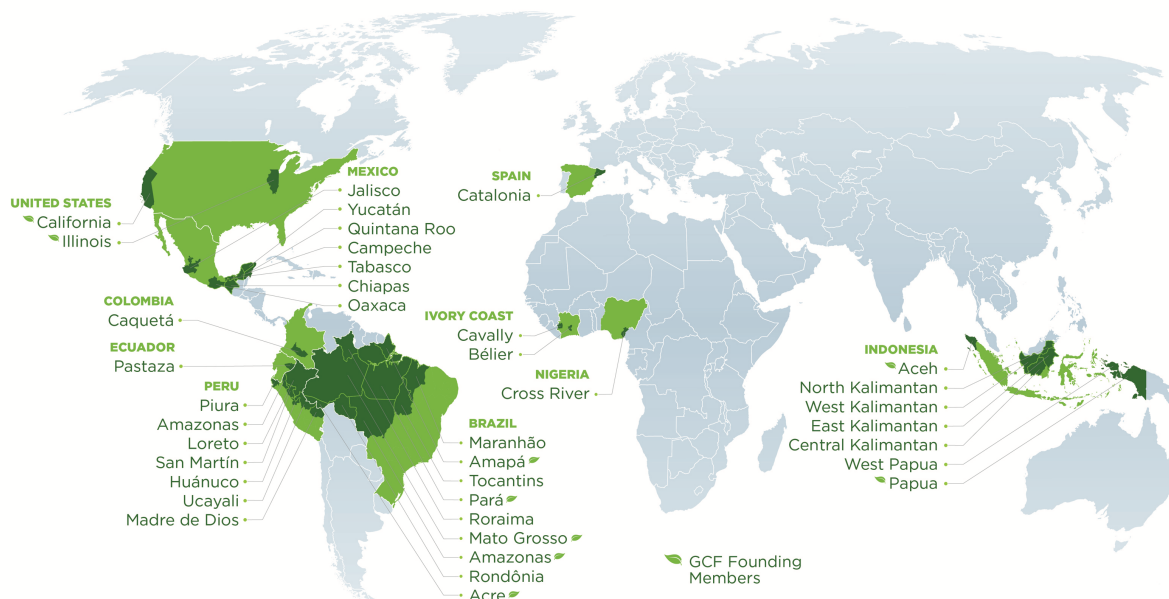 UNITED STATES
California
Illinois
MEXICO
Jalisco
Yucatán
Quintana Roo
Campeche
Tabasco
Chiapas
Oaxaca
COLOMBIA
Caquetá
ECUADOR
Pastaza
PERU
Piura
Amazonas
Loreto
San Martín
Huánuco
Ucayali
Madre de Dios
BRAZIL
Maranhão
Amapá
Tocantins
Pará
Roraima
Mato Grosso
Amazonas
Rondônia
Acre
SPAIN
Catalonia
IVORY COAST
Cavally
Bélier
NIGERIA
Cross River
INDONESIA
Aceh
North Kalimantan
West Kalimantan
East Kalimantan
Central Kalimantan
West Papua
Papua
GCF Founding
Members